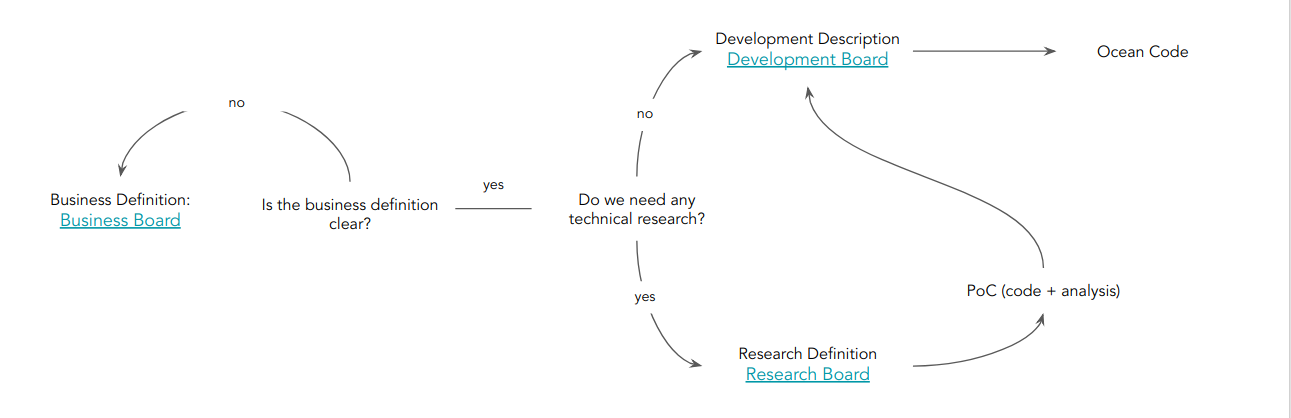 Development Description
Development Board
Ocean Code
no
no
yes
Business Definition:
Business Board
Is the business definition
clear?
Do we need any
technical research?
yes
PoC (code + analysis)
Research Definition
Research Board